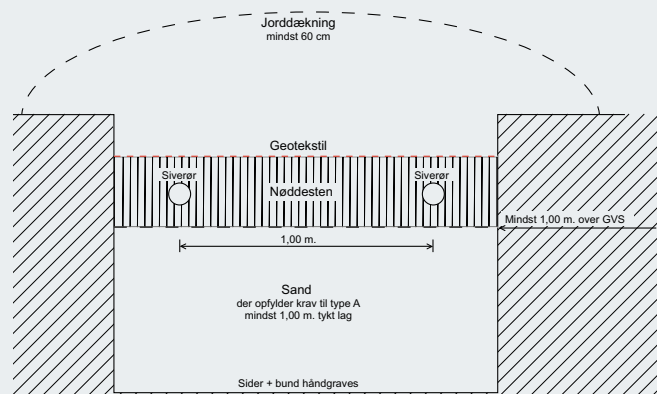 Jorddækning
mindst 60 cm
Geotekstil
Siverør
Nøddesten
Siverør
Mindst 1,00 m. over GVS
1,00 m.
Sand
der opfylder krav til type A
mindst 1,00 m. tykt lag
Sider + bund håndgraves